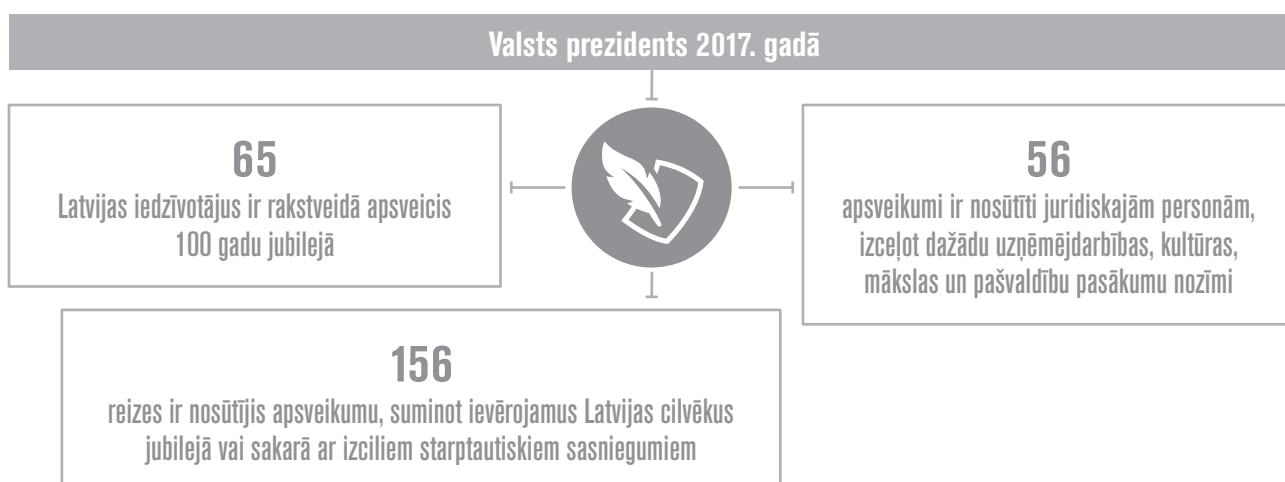 Valsts prezidents 2017. gadā
65
Latvijas iedzīvotājus ir rakstveidā apsveicis
100 gadu jubilejā
56
apsveikumi ir nosūtīti juridiskajām personām,
izceļot dažādu uzņēmējdarbības, kultūras,
mākslas un pašvaldību pasākumu nozīmi
156
reizes ir nosūtījis apsveikumu, suminot ievērojamus Latvijas cilvēkus
jubilejā vai sakarā ar izciliem starptautiskiem sasniegumiem